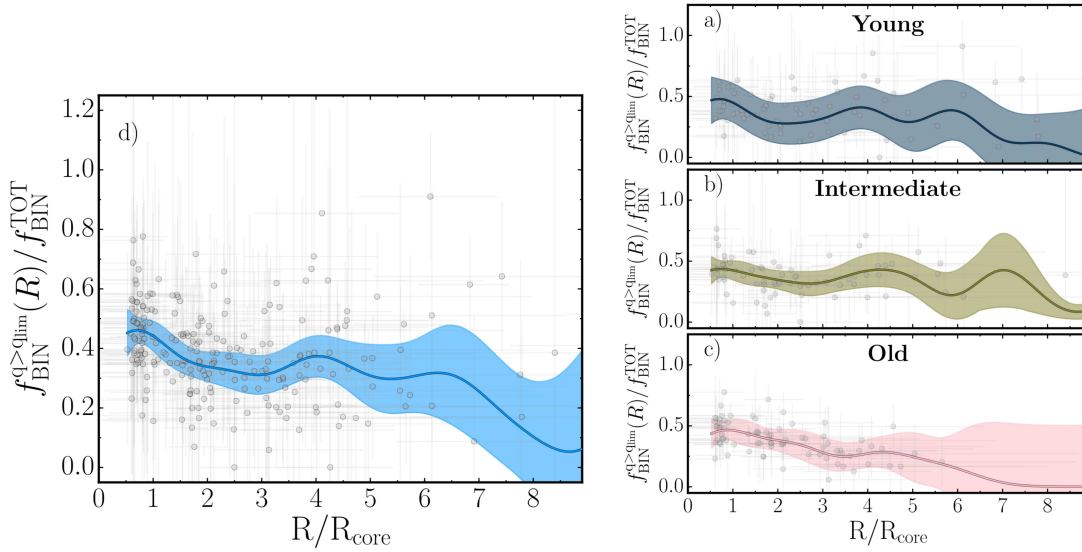 d)
1.2
1.0
0.8
0.6
0.4
0.2
0.0
f_BIN^{q>q_lim}(R)/f_BIN^TOT
0 1 2 3 4 5 6 7 8
R/R_core
a) Young
1.0
0.5
0.0
f_BIN^{q>q_lim}(R)/f_BIN^TOT
b) Intermediate
1.0
0.5
0.0
f_BIN^{q>q_lim}(R)/f_BIN^TOT
c) Old
1.0
0.5
0.0
f_BIN^{q>q_lim}(R)/f_BIN^TOT
0 1 2 3 4 5 6 7 8
R/R_core